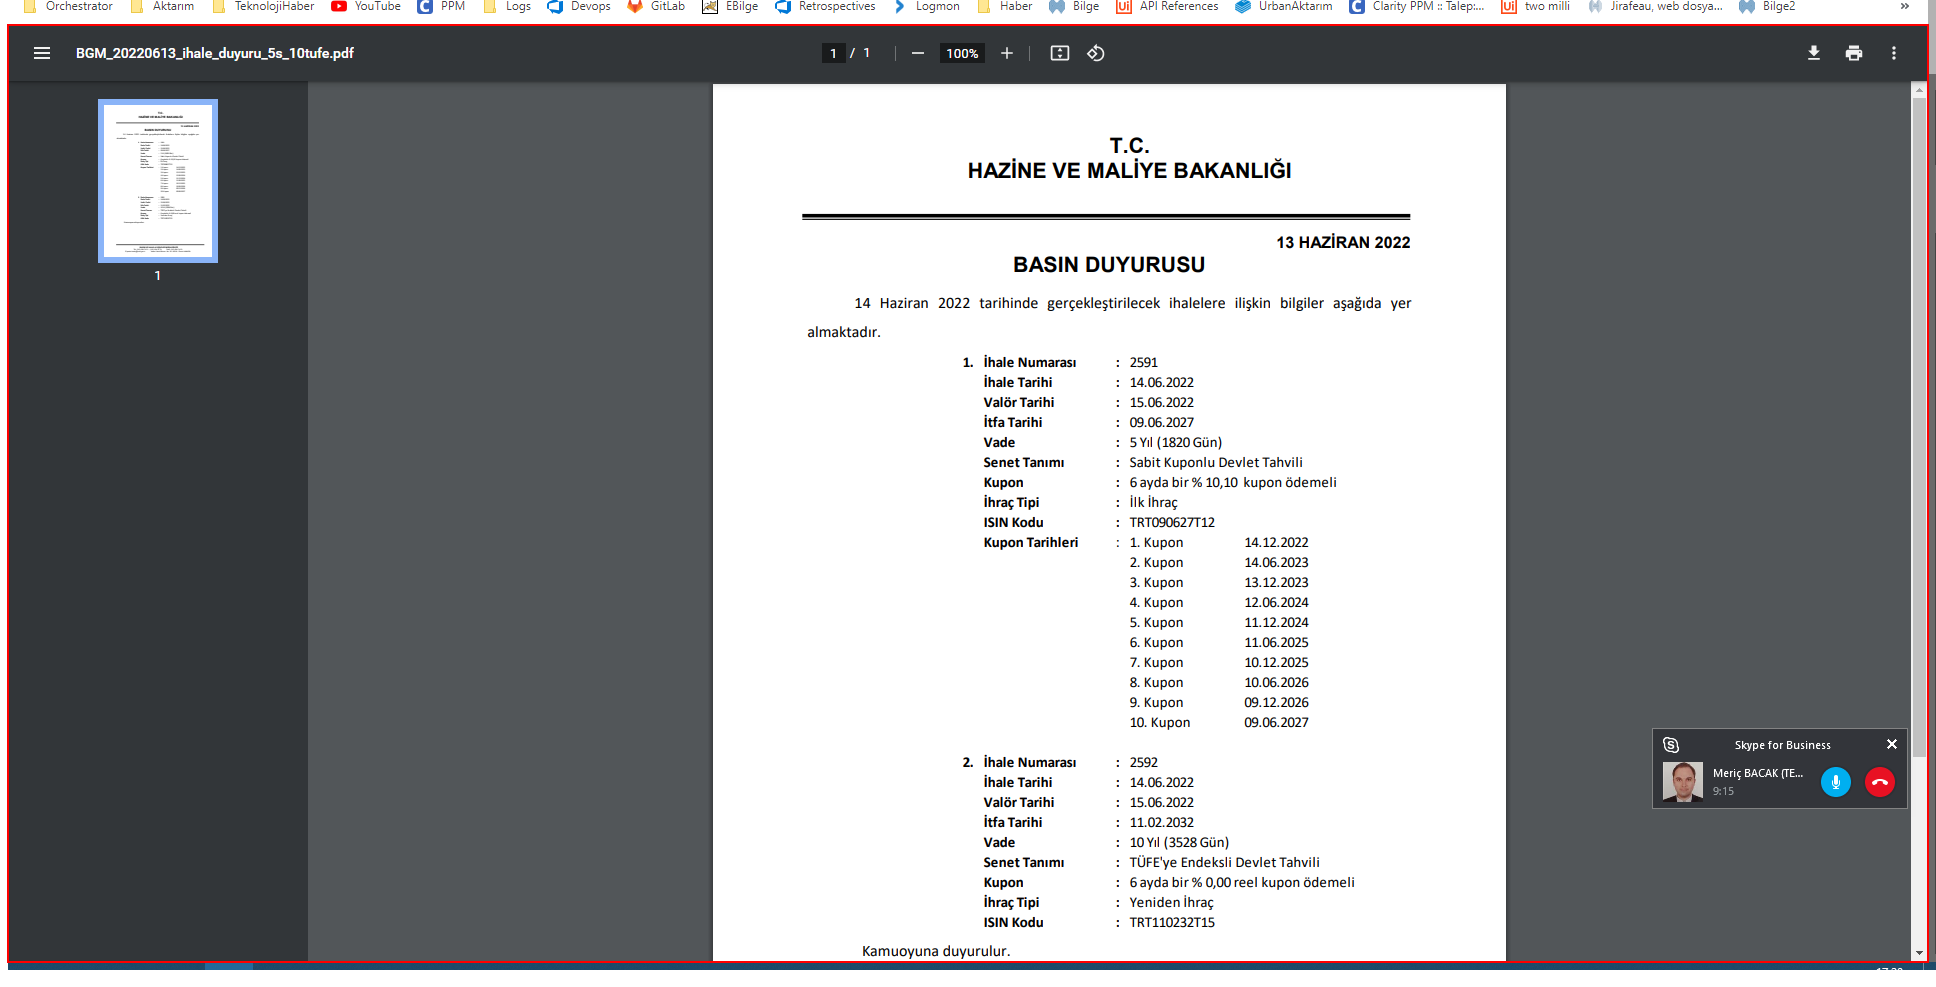 Orchestrator Aktarım TeknolojiHaber YouTube PPM Logs Devops GitLab EBilge Retrospectives Logmon Haber Bilge API References UrbanAktarım Clarity PPM :: Talep:... two milli Jirafeau, web dosya... Bilge2 »
BGM_20220613_ihale_duyuru_5s_10tufe.pdf 1 / 1 100%
1
T.C.
HAZİNE VE MALİYE BAKANLIĞI
13 HAZİRAN 2022
BASIN DUYURUSU
14 Haziran 2022 tarihinde gerçekleştirilecek ihalelere ilişkin bilgiler aşağıda yer
almaktadır.
1. İhale Numarası : 2591
İhale Tarihi : 14.06.2022
Valör Tarihi : 15.06.2022
İtfa Tarihi : 09.06.2027
Vade : 5 Yıl (1820 Gün)
Senet Tanımı : Sabit Kuponlu Devlet Tahvili
Kupon : 6 ayda bir % 10,10 kupon ödemeli
İhraç Tipi : İlk İhraç
ISIN Kodu : TRT090627T12
Kupon Tarihleri : 1. Kupon 14.12.2022
2. Kupon 14.06.2023
3. Kupon 13.12.2023
4. Kupon 12.06.2024
5. Kupon 11.12.2024
6. Kupon 11.06.2025
7. Kupon 10.12.2025
8. Kupon 10.06.2026
9. Kupon 09.12.2026
10. Kupon 09.06.2027
2. İhale Numarası : 2592
İhale Tarihi : 14.06.2022
Valör Tarihi : 15.06.2022
İtfa Tarihi : 11.02.2032
Vade : 10 Yıl (3528 Gün)
Senet Tanımı : TÜFE'ye Endeksli Devlet Tahvili
Kupon : 6 ayda bir % 0,00 reel kupon ödemeli
İhraç Tipi : Yeniden İhraç
ISIN Kodu : TRT110232T15
Kamuoyuna duyurulur.
Skype for Business
Meriç BACAK (TE...
9:15